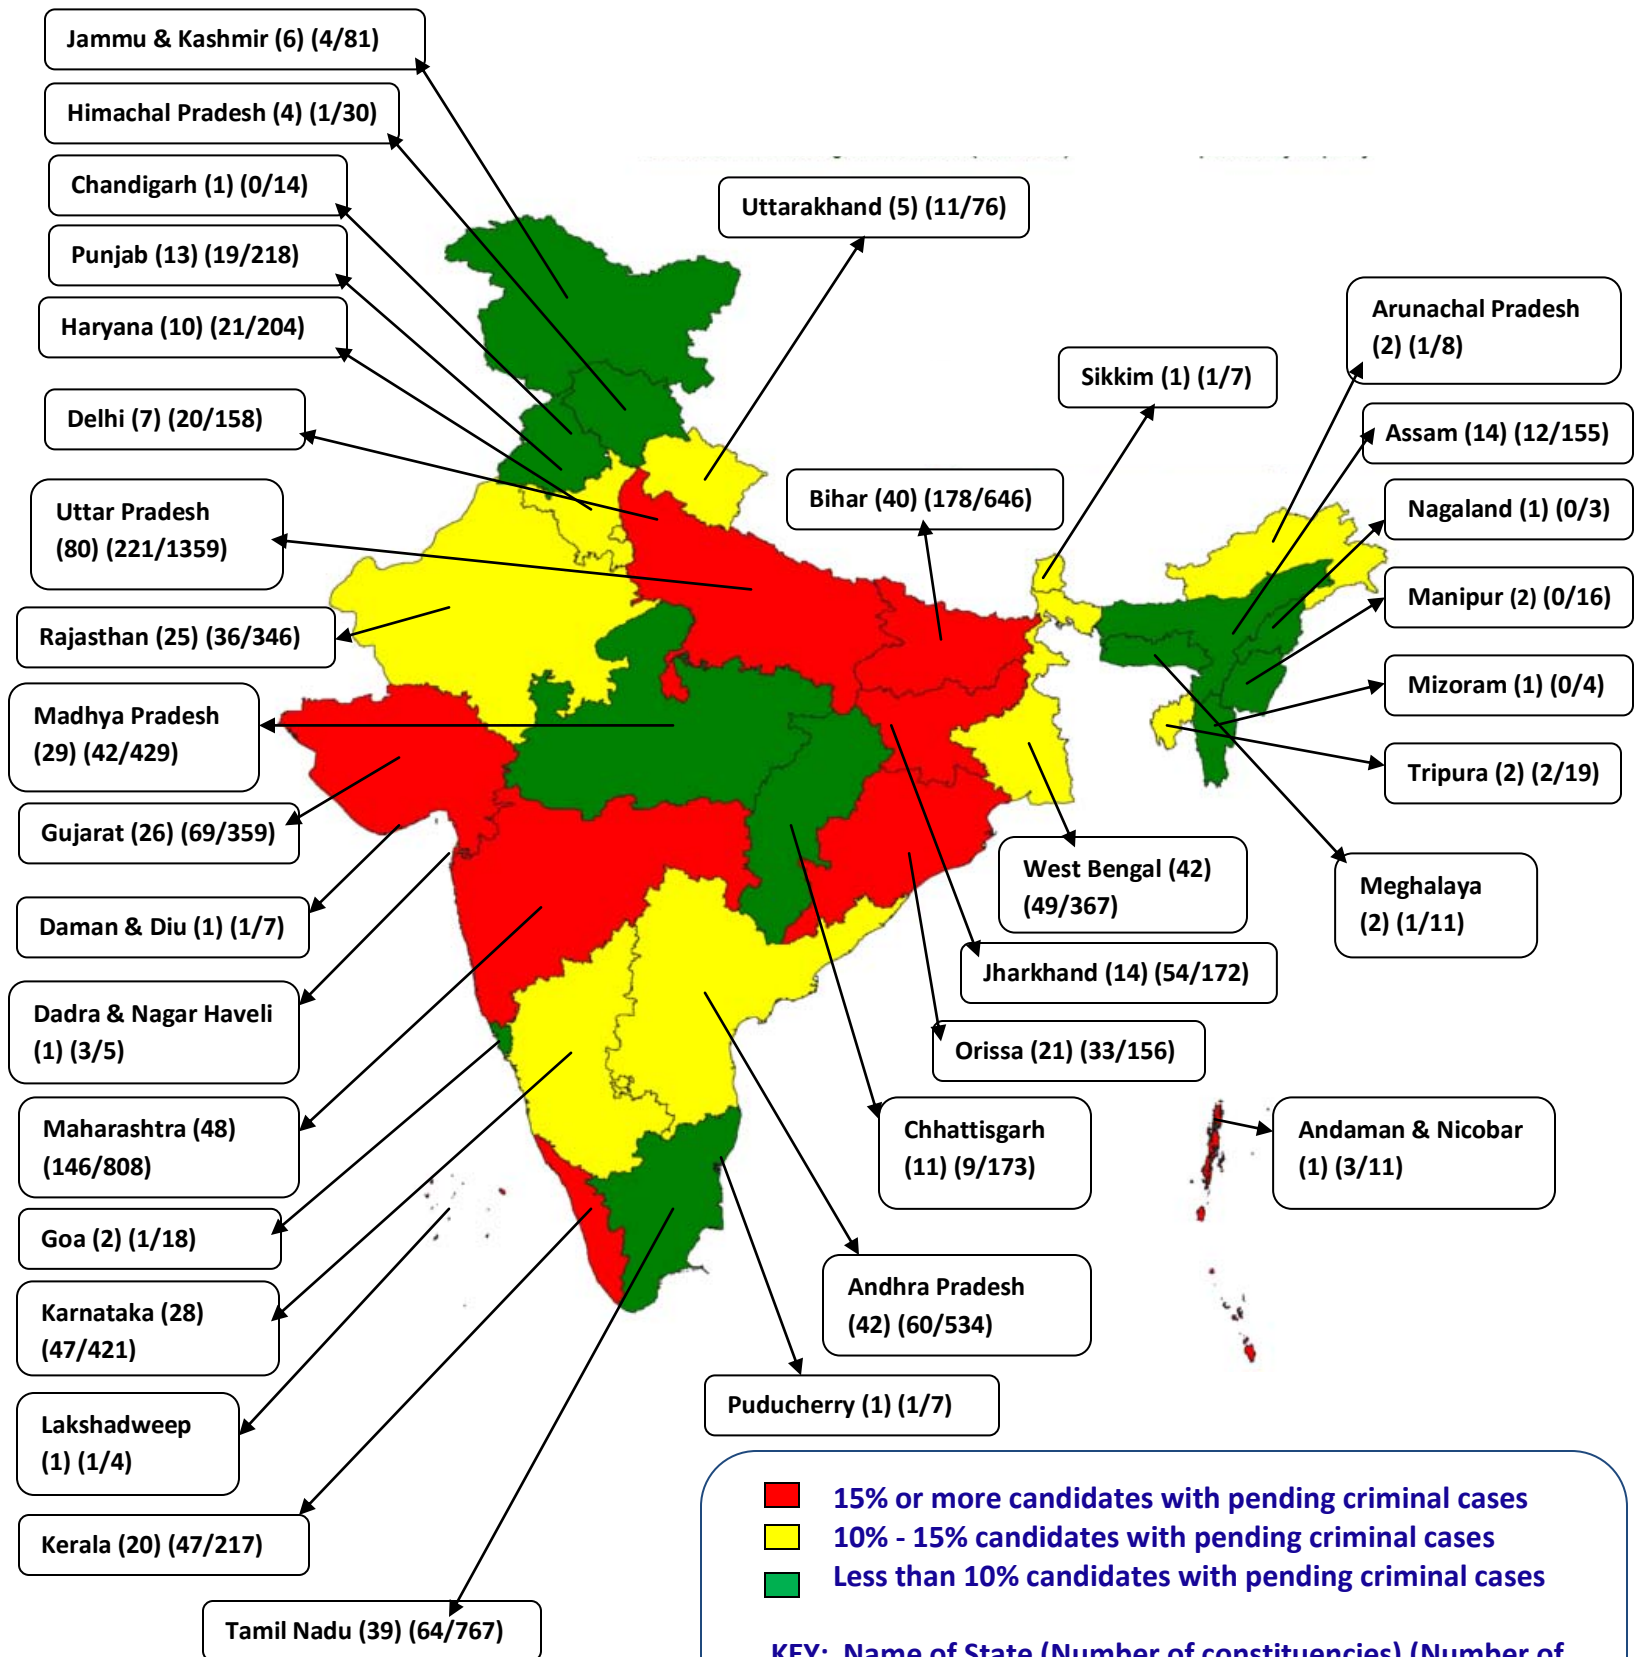 Jammu & Kashmir (6) (4/81)
Himachal Pradesh (4) (1/30)
Chandigarh (1) (0/14)
Punjab (13) (19/218)
Haryana (10) (21/204)
Delhi (7) (20/158)
Uttar Pradesh
(80) (221/1359)
Rajasthan (25) (36/346)
Madhya Pradesh
(29) (42/429)
Gujarat (26) (69/359)
Daman & Diu (1) (1/7)
Dadra & Nagar Haveli
(1) (3/5)
Maharashtra (48)
(146/808)
Goa (2) (1/18)
Karnataka (28)
(47/421)
Lakshadweep
(1) (1/4)
Kerala (20) (47/217)
Tamil Nadu (39) (64/767)
Uttarakhand (5) (11/76)
Bihar (40) (178/646)
Sikkim (1) (1/7)
Arunachal Pradesh
(2) (1/8)
Assam (14) (12/155)
Nagaland (1) (0/3)
Manipur (2) (0/16)
Mizoram (1) (0/4)
Tripura (2) (2/19)
Meghalaya
(2) (1/11)
West Bengal (42)
(49/367)
Jharkhand (14) (54/172)
Orissa (21) (33/156)
Chhattisgarh
(11) (9/173)
Andaman & Nicobar
(1) (3/11)
Andhra Pradesh
(42) (60/534)
Puducherry (1) (1/7)
15% or more candidates with pending criminal cases
10% - 15% candidates with pending criminal cases
Less than 10% candidates with pending criminal cases
KEY: Name of State (Number of constituencies) (Number of